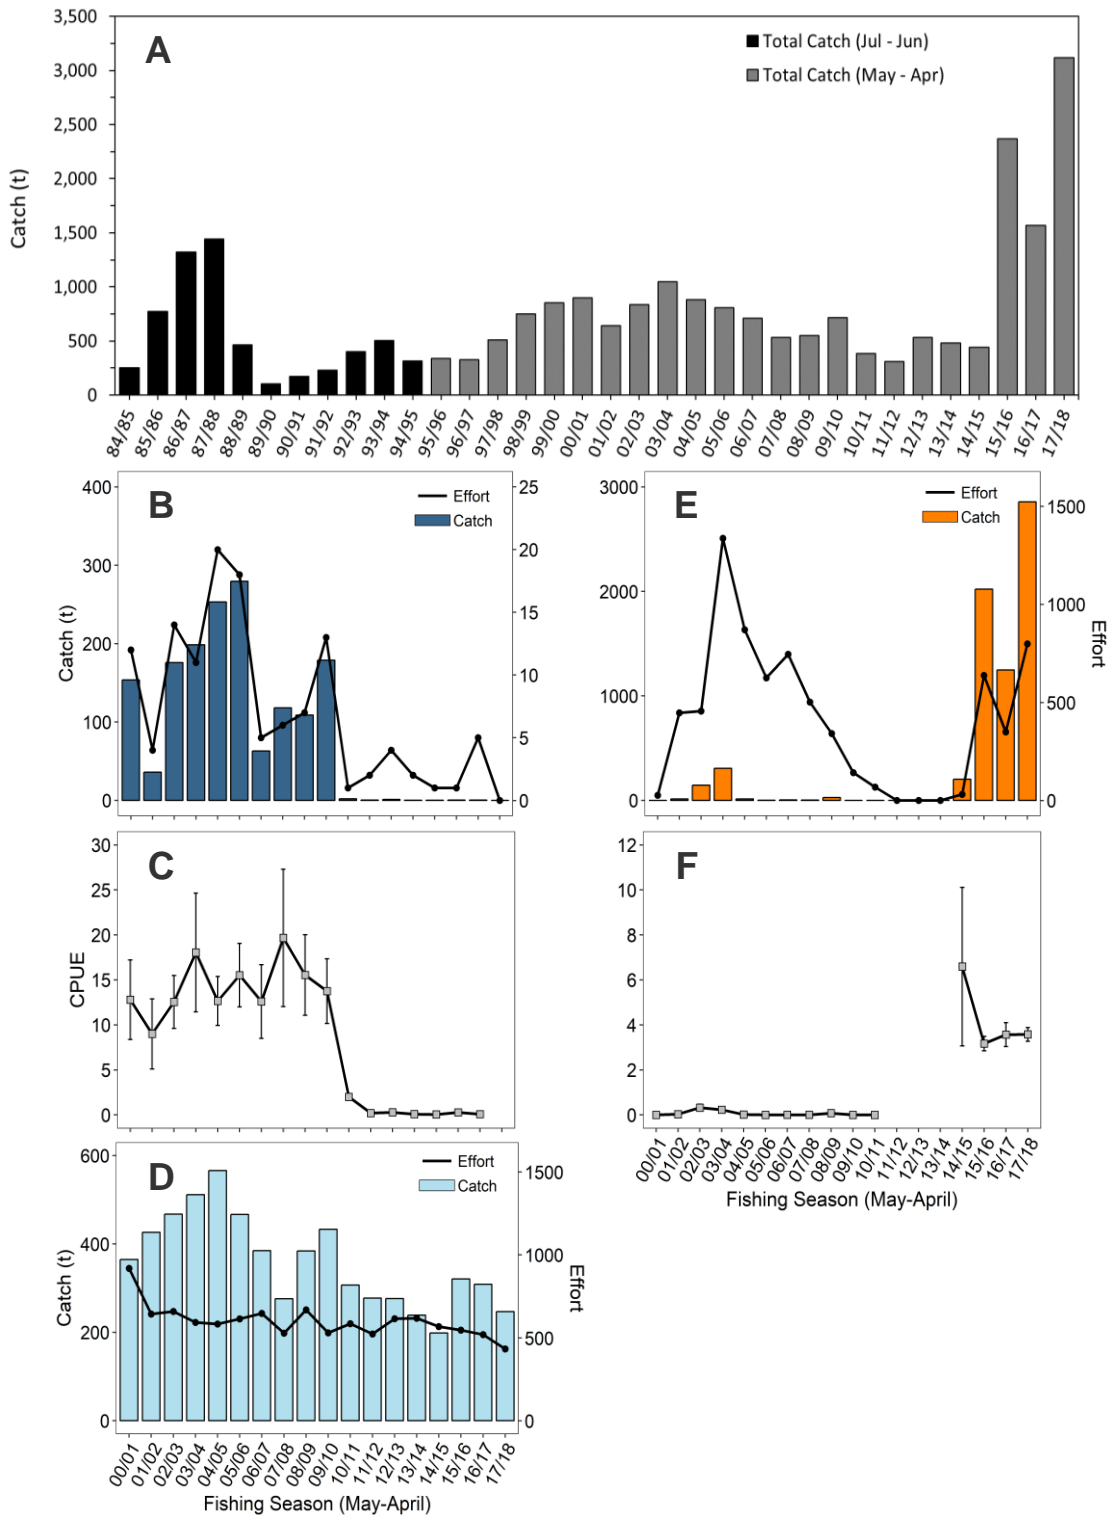 A
Total Catch (Jul - Jun)
Total Catch (May - Apr)
Catch (t)
3,500
3,000
2,500
2,000
1,500
1,000
500
0
84/85 85/86 86/87 87/88 88/89 89/90 90/91 91/92 92/93 93/94 94/95 95/96 96/97 97/98 98/99 99/00 00/01 01/02 02/03 03/04 04/05 05/06 06/07 07/08 08/09 09/10 10/11 11/12 12/13 13/14 14/15 15/16 16/17 17/18
B
Effort
Catch
Catch (t)
400
300
200
100
0
25
20
15
10
5
0
E
Effort
Catch
3000
2000
1000
0
1500
1000
500
0
Effort
C
CPUE
30
25
20
15
10
5
0
F
12
10
8
6
4
2
0
00/01 01/02 02/03 03/04 04/05 05/06 06/07 07/08 08/09 09/10 10/11 11/12 12/13 13/14 14/15 15/16 16/17 17/18
Fishing Season (May-April)
D
Effort
Catch
Catch (t)
600
400
200
0
1500
1000
500
0
Effort
00/01 01/02 02/03 03/04 04/05 05/06 06/07 07/08 08/09 09/10 10/11 11/12 12/13 13/14 14/15 15/16 16/17 17/18
Fishing Season (May-April)